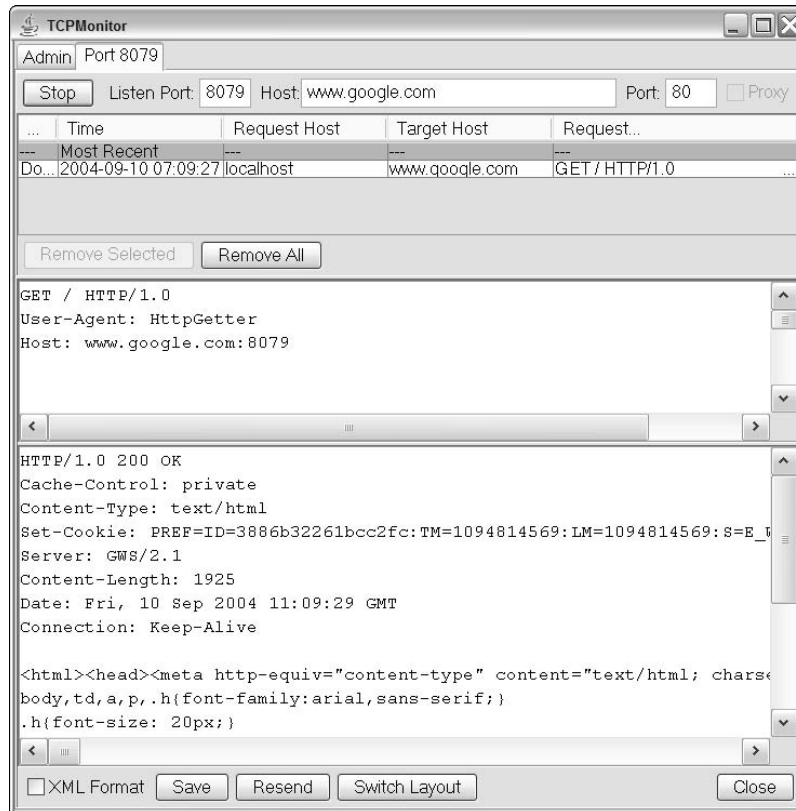 TCPMonitor
Admin Port 8079
Stop Listen Port: 8079 Host: www.google.com Port: 80 Proxy
... Time Request Host Target Host Request...
--- Most Recent --- --- ---
Do... 2004-09-10 07:09:27 localhost www.google.com GET / HTTP/1.0 ...
Remove Selected Remove All
GET / HTTP/1.0
User-Agent: HttpGetter
Host: www.google.com:8079
HTTP/1.0 200 OK
Cache-Control: private
Content-Type: text/html
Set-Cookie: PREF=ID=3886b32261bcc2fc:TM=1094814569:LM=1094814569:S=E_
Server: GWS/2.1
Content-Length: 1925
Date: Fri, 10 Sep 2004 11:09:29 GMT
Connection: Keep-Alive
<html><head><meta http-equiv="content-type" content="text/html; charse
body,td,a,p,.h{font-family:arial,sans-serif;}
.h{font-size: 20px;}
XML Format Save Resend Switch Layout Close